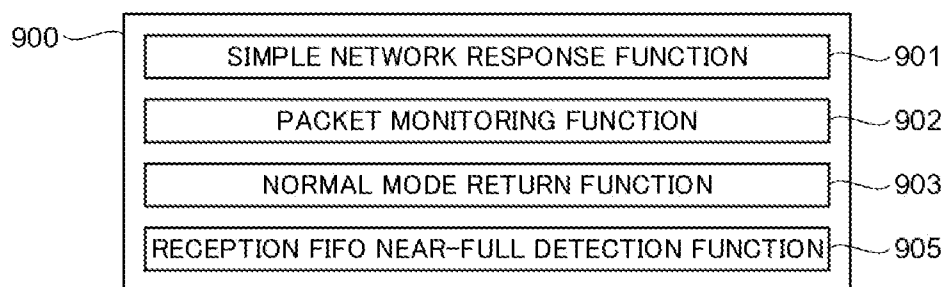 900
SIMPLE NETWORK RESPONSE FUNCTION 901
PACKET MONITORING FUNCTION 902
NORMAL MODE RETURN FUNCTION 903
RECEPTION FIFO NEAR-FULL DETECTION FUNCTION 905